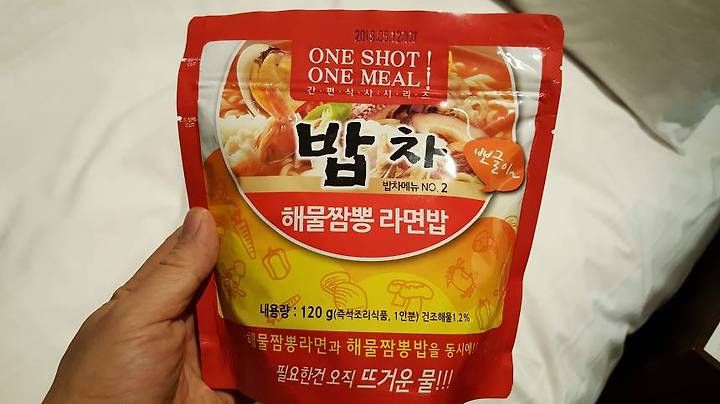 ONE SHOT!
ONE MEAL!
간·편·식·사·시·리·즈
밥차
뽀글이~
밥차메뉴 NO. 2
해물짬뽕 라면밥
내용량 : 120 g(즉석조리식품, 1인분) 건조해물1.2%
해물짬뽕라면과 해물짬뽕밥을 동시에!
필요한건 오직 뜨거운 물!!!